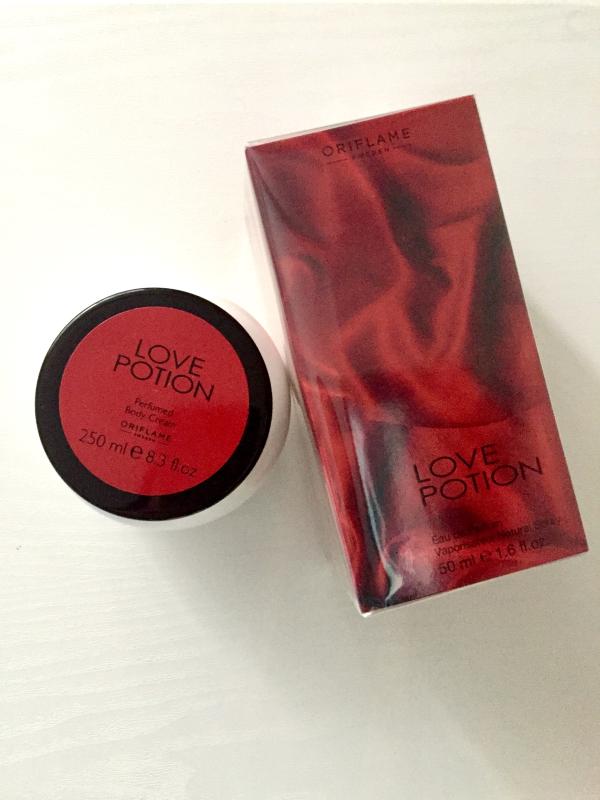 LOVE
POTION
Perfumed
Body Cream
ORIFLAME
SWEDEN
250 ml e 8.3 fl.oz
ORIFLAME
SWEDEN
LOVE
POTION
Eau de Parfum
Vaporisateur Natural Spray
50 ml e 1.6 fl.oz